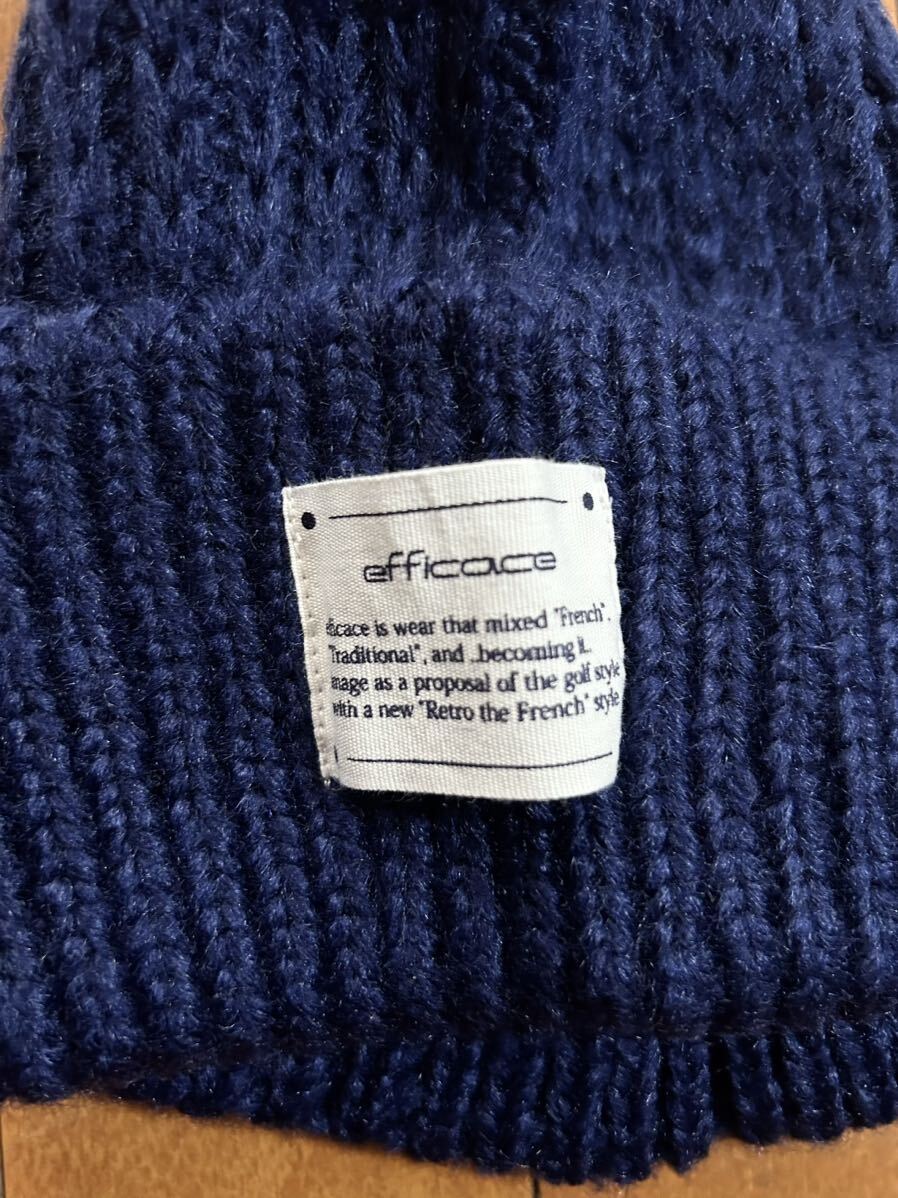 efficace
ficace is wear that mixed "French",
Traditional", and ..becoming it..
mage as a proposal of the golf style
with a new "Retro the French" style